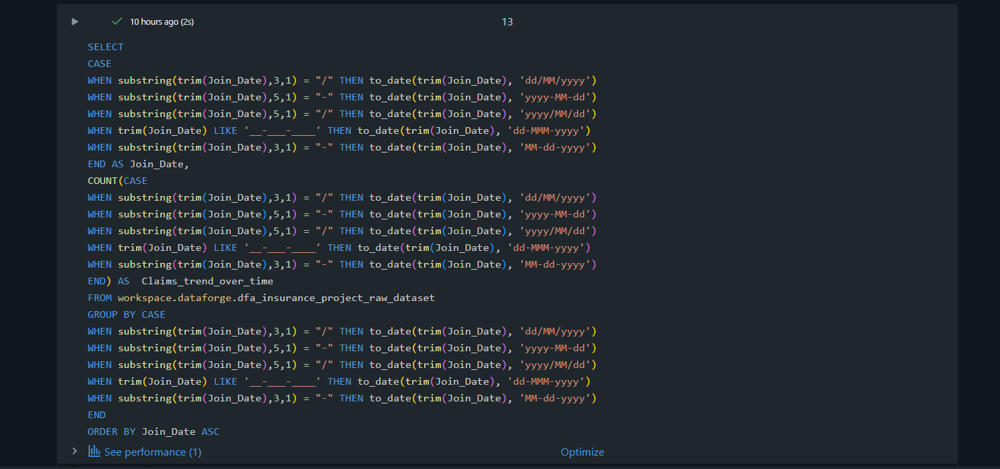 10 hours ago (2s)
13
SELECT
CASE
WHEN substring(trim(Join_Date),3,1) = "/" THEN to_date(trim(Join_Date), 'dd/MM/yyyy')
WHEN substring(trim(Join_Date),5,1) = "-" THEN to_date(trim(Join_Date), 'yyyy-MM-dd')
WHEN substring(trim(Join_Date),5,1) = "/" THEN to_date(trim(Join_Date), 'yyyy/MM/dd')
WHEN trim(Join_Date) LIKE '__-___-____' THEN to_date(trim(Join_Date), 'dd-MMM-yyyy')
WHEN substring(trim(Join_Date),3,1) = "-" THEN to_date(trim(Join_Date), 'MM-dd-yyyy')
END AS Join_Date,
COUNT(CASE
WHEN substring(trim(Join_Date),3,1) = "/" THEN to_date(trim(Join_Date), 'dd/MM/yyyy')
WHEN substring(trim(Join_Date),5,1) = "-" THEN to_date(trim(Join_Date), 'yyyy-MM-dd')
WHEN substring(trim(Join_Date),5,1) = "/" THEN to_date(trim(Join_Date), 'yyyy/MM/dd')
WHEN trim(Join_Date) LIKE '__-___-____' THEN to_date(trim(Join_Date), 'dd-MMM-yyyy')
WHEN substring(trim(Join_Date),3,1) = "-" THEN to_date(trim(Join_Date), 'MM-dd-yyyy')
END) AS  Claims_trend_over_time
FROM workspace.dataforge.dfa_insurance_project_raw_dataset
GROUP BY CASE
WHEN substring(trim(Join_Date),3,1) = "/" THEN to_date(trim(Join_Date), 'dd/MM/yyyy')
WHEN substring(trim(Join_Date),5,1) = "-" THEN to_date(trim(Join_Date), 'yyyy-MM-dd')
WHEN substring(trim(Join_Date),5,1) = "/" THEN to_date(trim(Join_Date), 'yyyy/MM/dd')
WHEN trim(Join_Date) LIKE '__-___-____' THEN to_date(trim(Join_Date), 'dd-MMM-yyyy')
WHEN substring(trim(Join_Date),3,1) = "-" THEN to_date(trim(Join_Date), 'MM-dd-yyyy')
END
ORDER BY Join_Date ASC
See performance (1)
Optimize